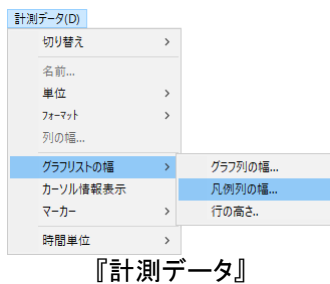 計測データ(D)
切り替え >
名前...
単位 >
フォーマット >
列の幅...
グラフリストの幅 >
グラフ列の幅...
カーソル情報表示
凡例列の幅...
マーカー >
行の高さ..
時間単位 >
『計測データ』